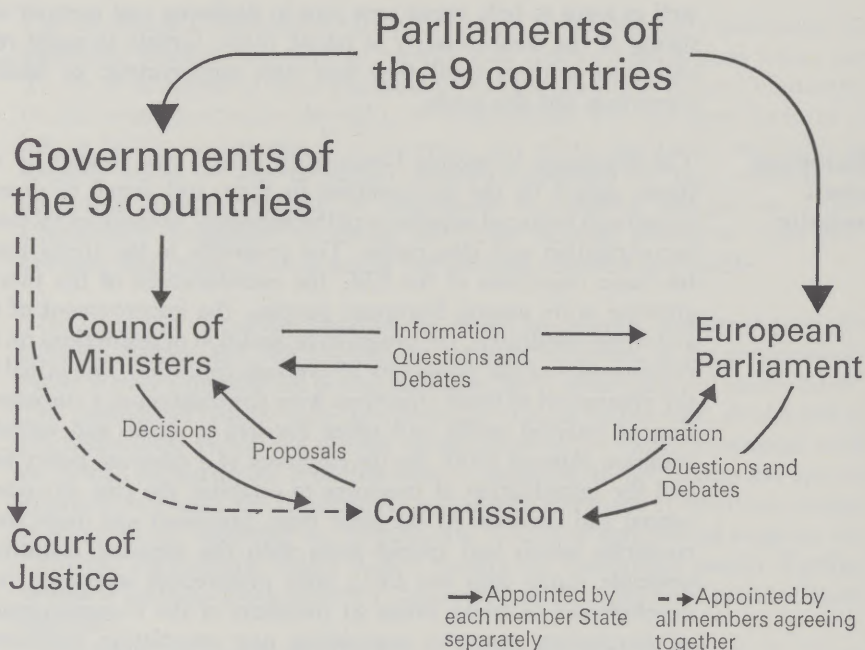 Parliaments of
the 9 countries
Governments of
the 9 countries
Council of
Ministers
Information
Questions and
Debates
European
Parliament
Decisions
Proposals
Information
Questions and
Debates
Commission
Court of
Justice
Appointed by
each member State
separately
Appointed by
all members agreeing
together